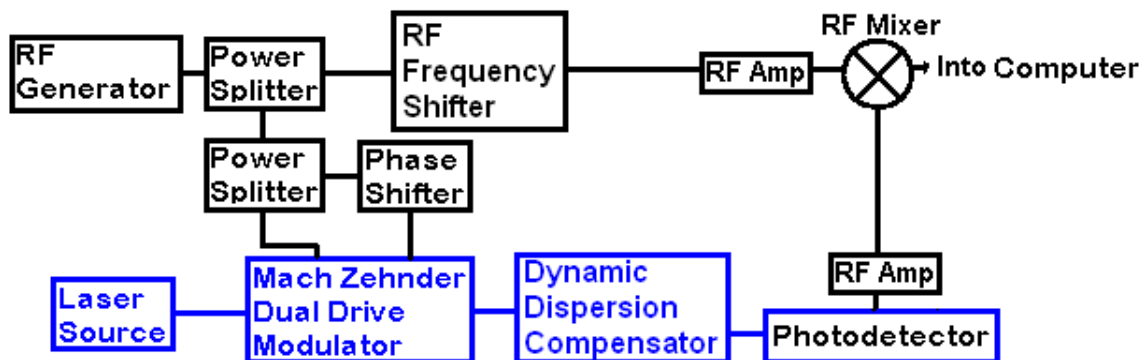 RF Mixer
RF
Generator
Power
Splitter
RF
Frequency
Shifter
RF Amp
Into Computer
Power
Splitter
Phase
Shifter
Laser
Source
Mach Zehnder
Dual Drive
Modulator
Dynamic
Dispersion
Compensator
RF Amp
Photodetector